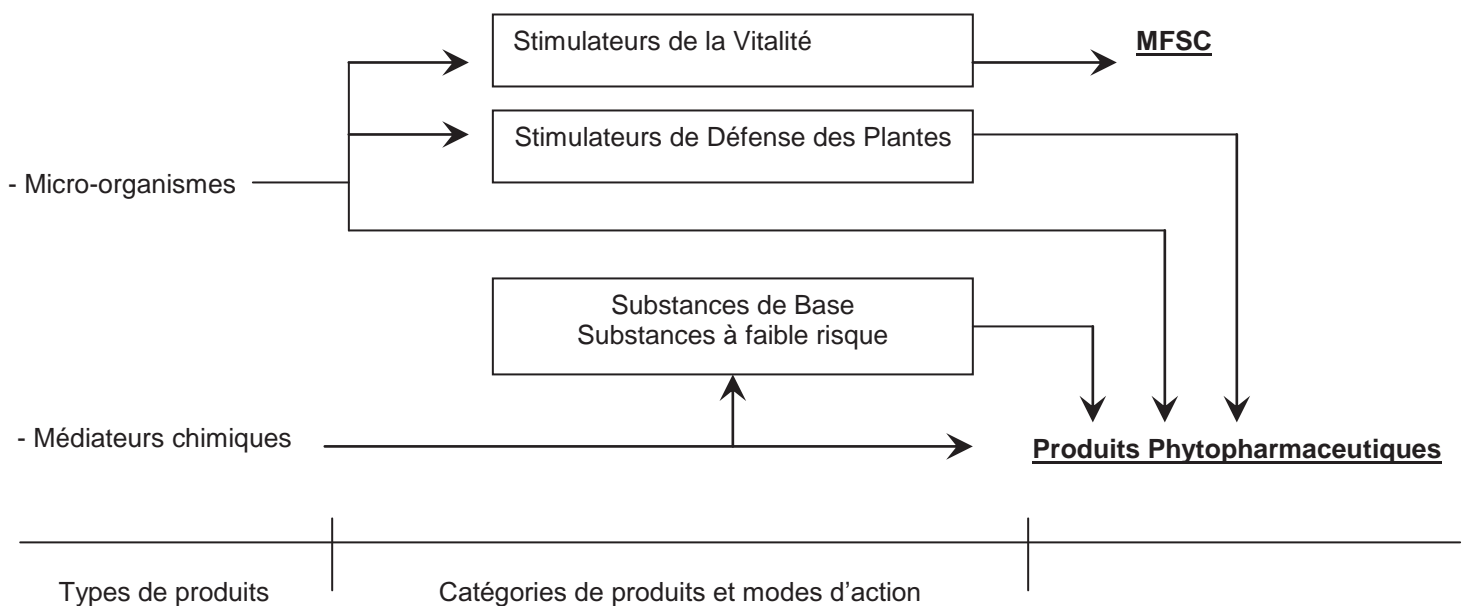 Stimulateurs de la Vitalité
MFSC
Stimulateurs de Défense des Plantes
- Micro-organismes
Substances de Base
Substances à faible risque
- Médiateurs chimiques
Produits Phytopharmaceutiques
Types de produits
Catégories de produits et modes d’action